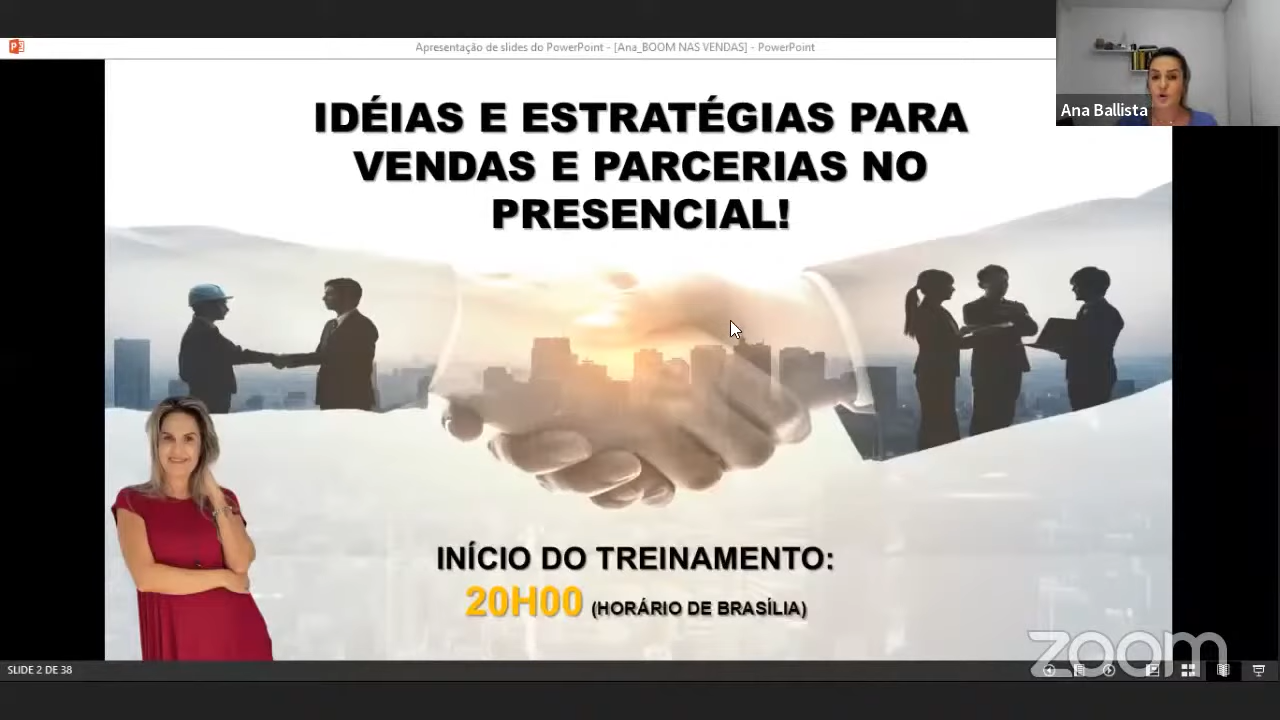 Apresentação de slides do PowerPoint - [Ana_BOOM NAS VENDAS] - PowerPoint
Ana Ballista
IDÉIAS E ESTRATÉGIAS PARA
VENDAS E PARCERIAS NO
PRESENCIAL!
INÍCIO DO TREINAMENTO:
20H00 (HORÁRIO DE BRASÍLIA)
zoom
SLIDE 2 DE 38